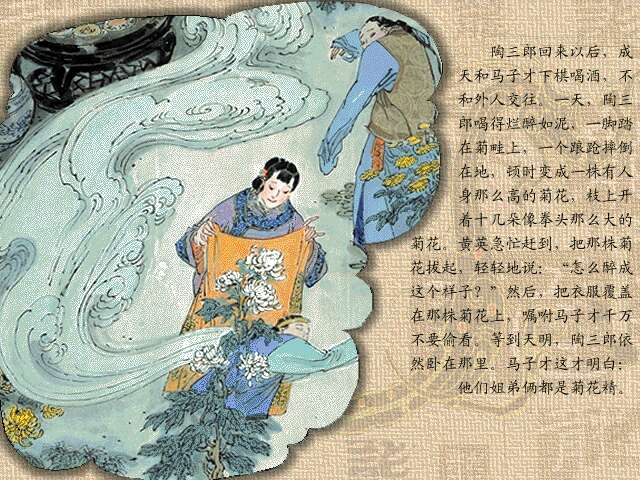 陶三郎回来以后，成
天和马子才下棋喝酒，不
和外人交往。一天，陶三
郎喝得烂醉如泥，一脚踏
在菊畦上，一个踉跄摔倒
在地，顿时变成一株有人
身那么高的菊花，枝上开
着十几朵像拳头那么大的
菊花。黄英急忙赶到，把那株菊
花拔起，轻轻地说：“怎么醉成
这个样子？”然后，把衣服覆盖
在那株菊花上，嘱咐马子才千万
不要偷看。等到天明，陶三郎依
然卧在那里。马子才这才明白：
他们姐弟俩都是菊花精。